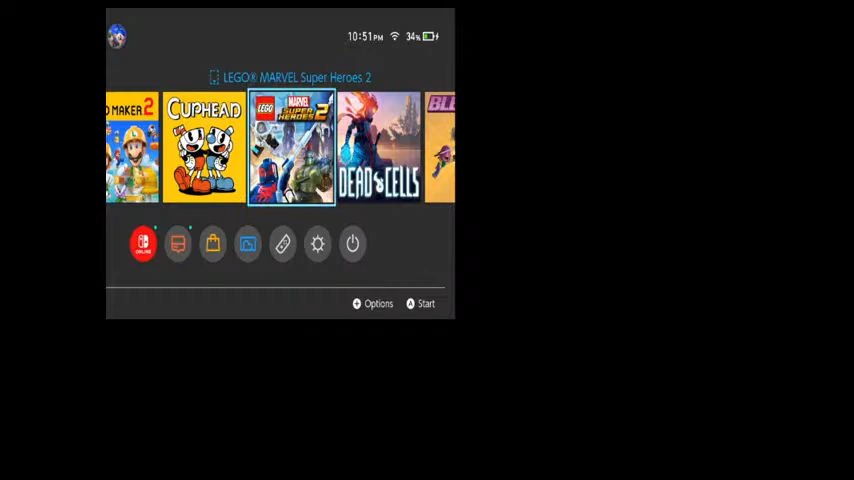 10:51PM 34%
LEGO® MARVEL Super Heroes 2
MAKER 2
CUPHEAD
LEGO MARVEL SUPER HEROES 2
DEAD CELLS
ONLINE
Options Start